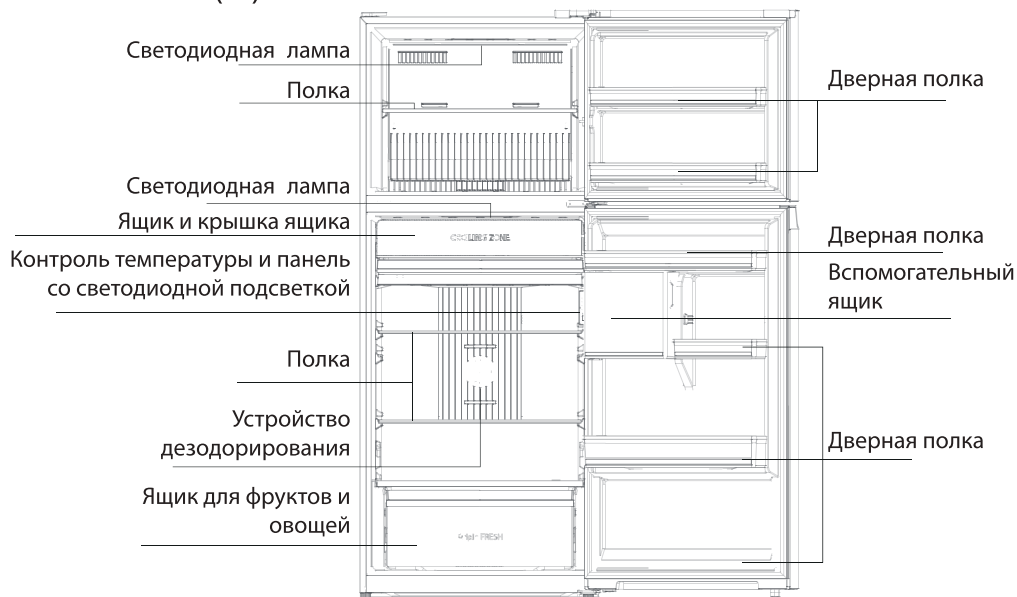 Светодиодная лампа
Полка
Дверная полка
Светодиодная лампа
Ящик и крышка ящика
Контроль температуры и панель
со светодиодной подсветкой
Дверная полка
Вспомогательный
ящик
Полка
Устройство
дезодорирования
Дверная полка
Ящик для фруктов и
овощей
FRESH